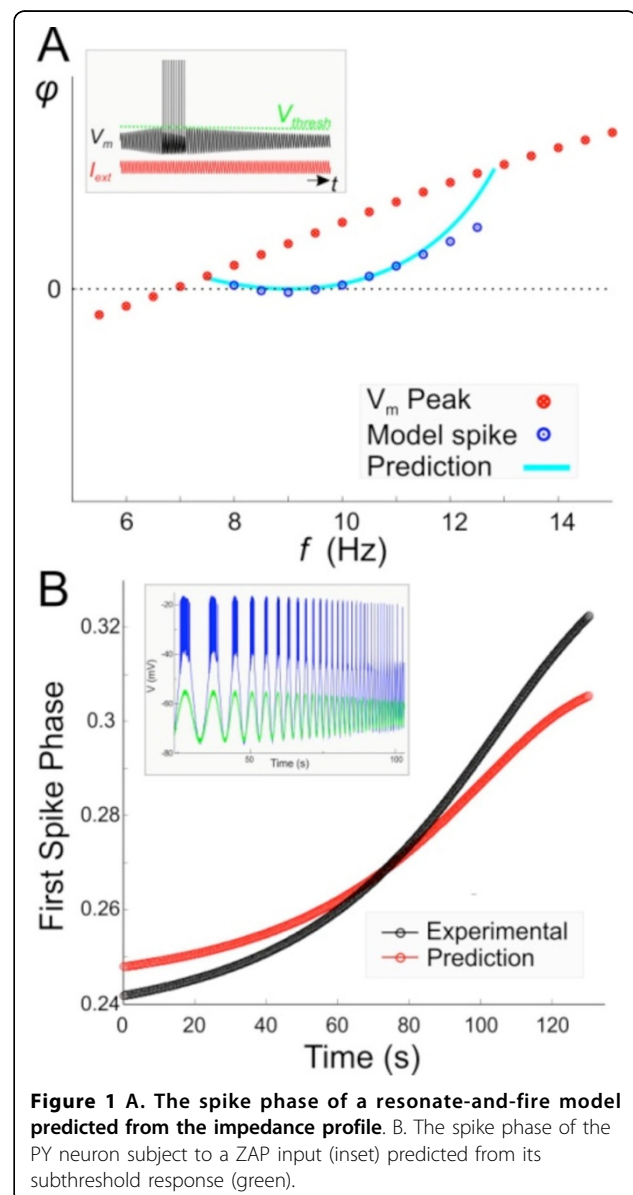 A
φ
V_thresh
V_m
I_ext
t
0
V_m Peak
Model spike
Prediction
6 8 10 12 14
f (Hz)
B
0.32
0.3
0.28
0.26
0.24
First Spike Phase
-20
-40
-60
-80
V (mV)
50 100
Time (s)
Experimental
Prediction
0 20 40 60 80 100 120
Time (s)
Figure 1 A. The spike phase of a resonate-and-fire model
predicted from the impedance profile. B. The spike phase of the
PY neuron subject to a ZAP input (inset) predicted from its
subthreshold response (green).